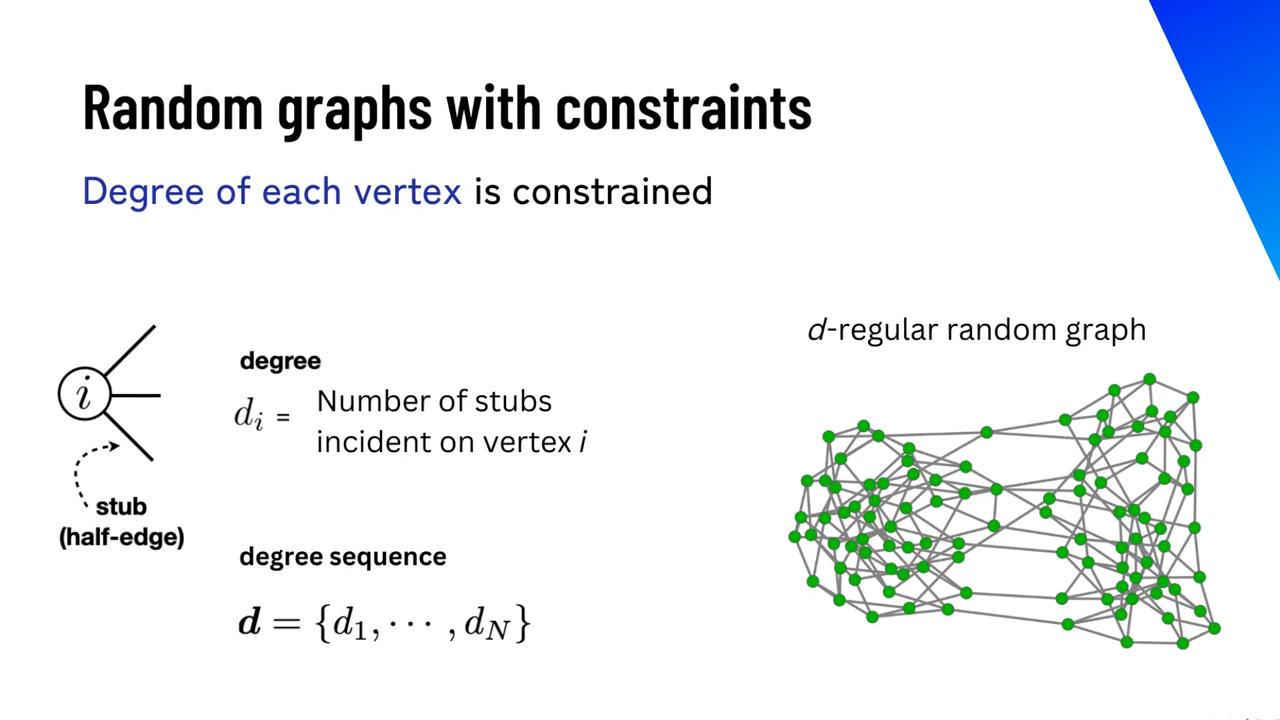 Random graphs with constraints
Degree of each vertex is constrained
i
stub
(half-edge)
degree
d_i = Number of stubs
incident on vertex i
degree sequence
d = {d_1, ⋯ , d_N}
d-regular random graph